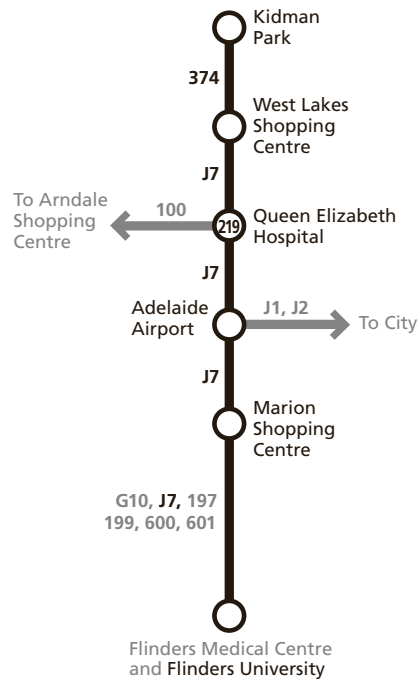 Kidman
Park
374
West Lakes
Shopping
Centre
J7
To Arndale
Shopping
Centre
100
219
Queen Elizabeth
Hospital
J7
Adelaide
Airport
J1, J2
To City
J7
Marion
Shopping
Centre
G10, J7, 197
199, 600, 601
Flinders Medical Centre
and Flinders University